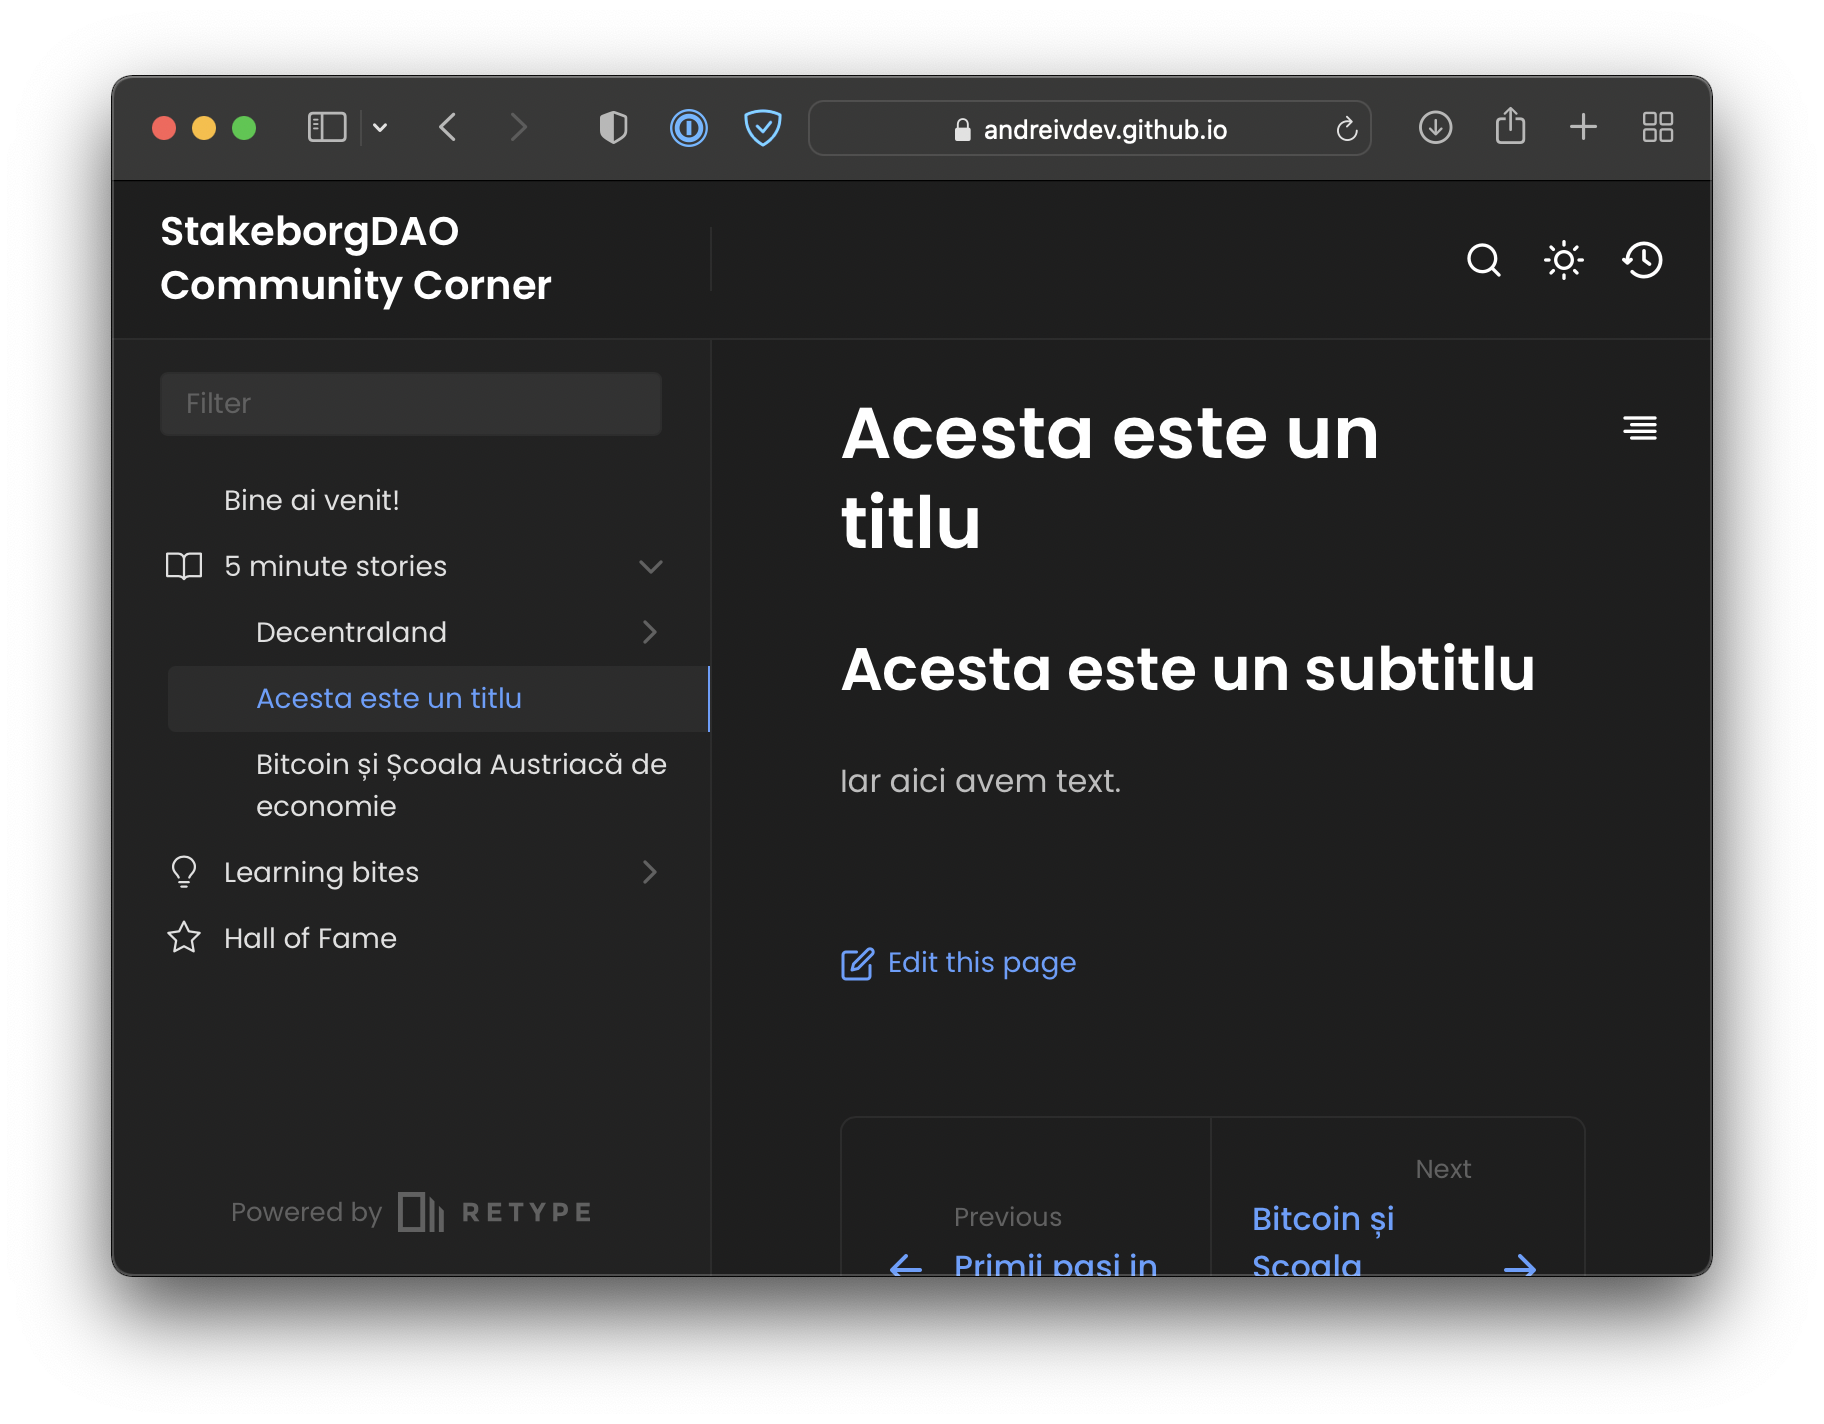 andreivdev.github.io
StakeborgDAO
Community Corner
Filter
Bine ai venit!
5 minute stories
Decentraland
Acesta este un titlu
Bitcoin și Școala Austriacă de
economie
Learning bites
Hall of Fame
Powered by RETYPE
Acesta este un
titlu
Acesta este un subtitlu
Iar aici avem text.
Edit this page
Previous
Primii pasi in
Next
Bitcoin și
Scoala